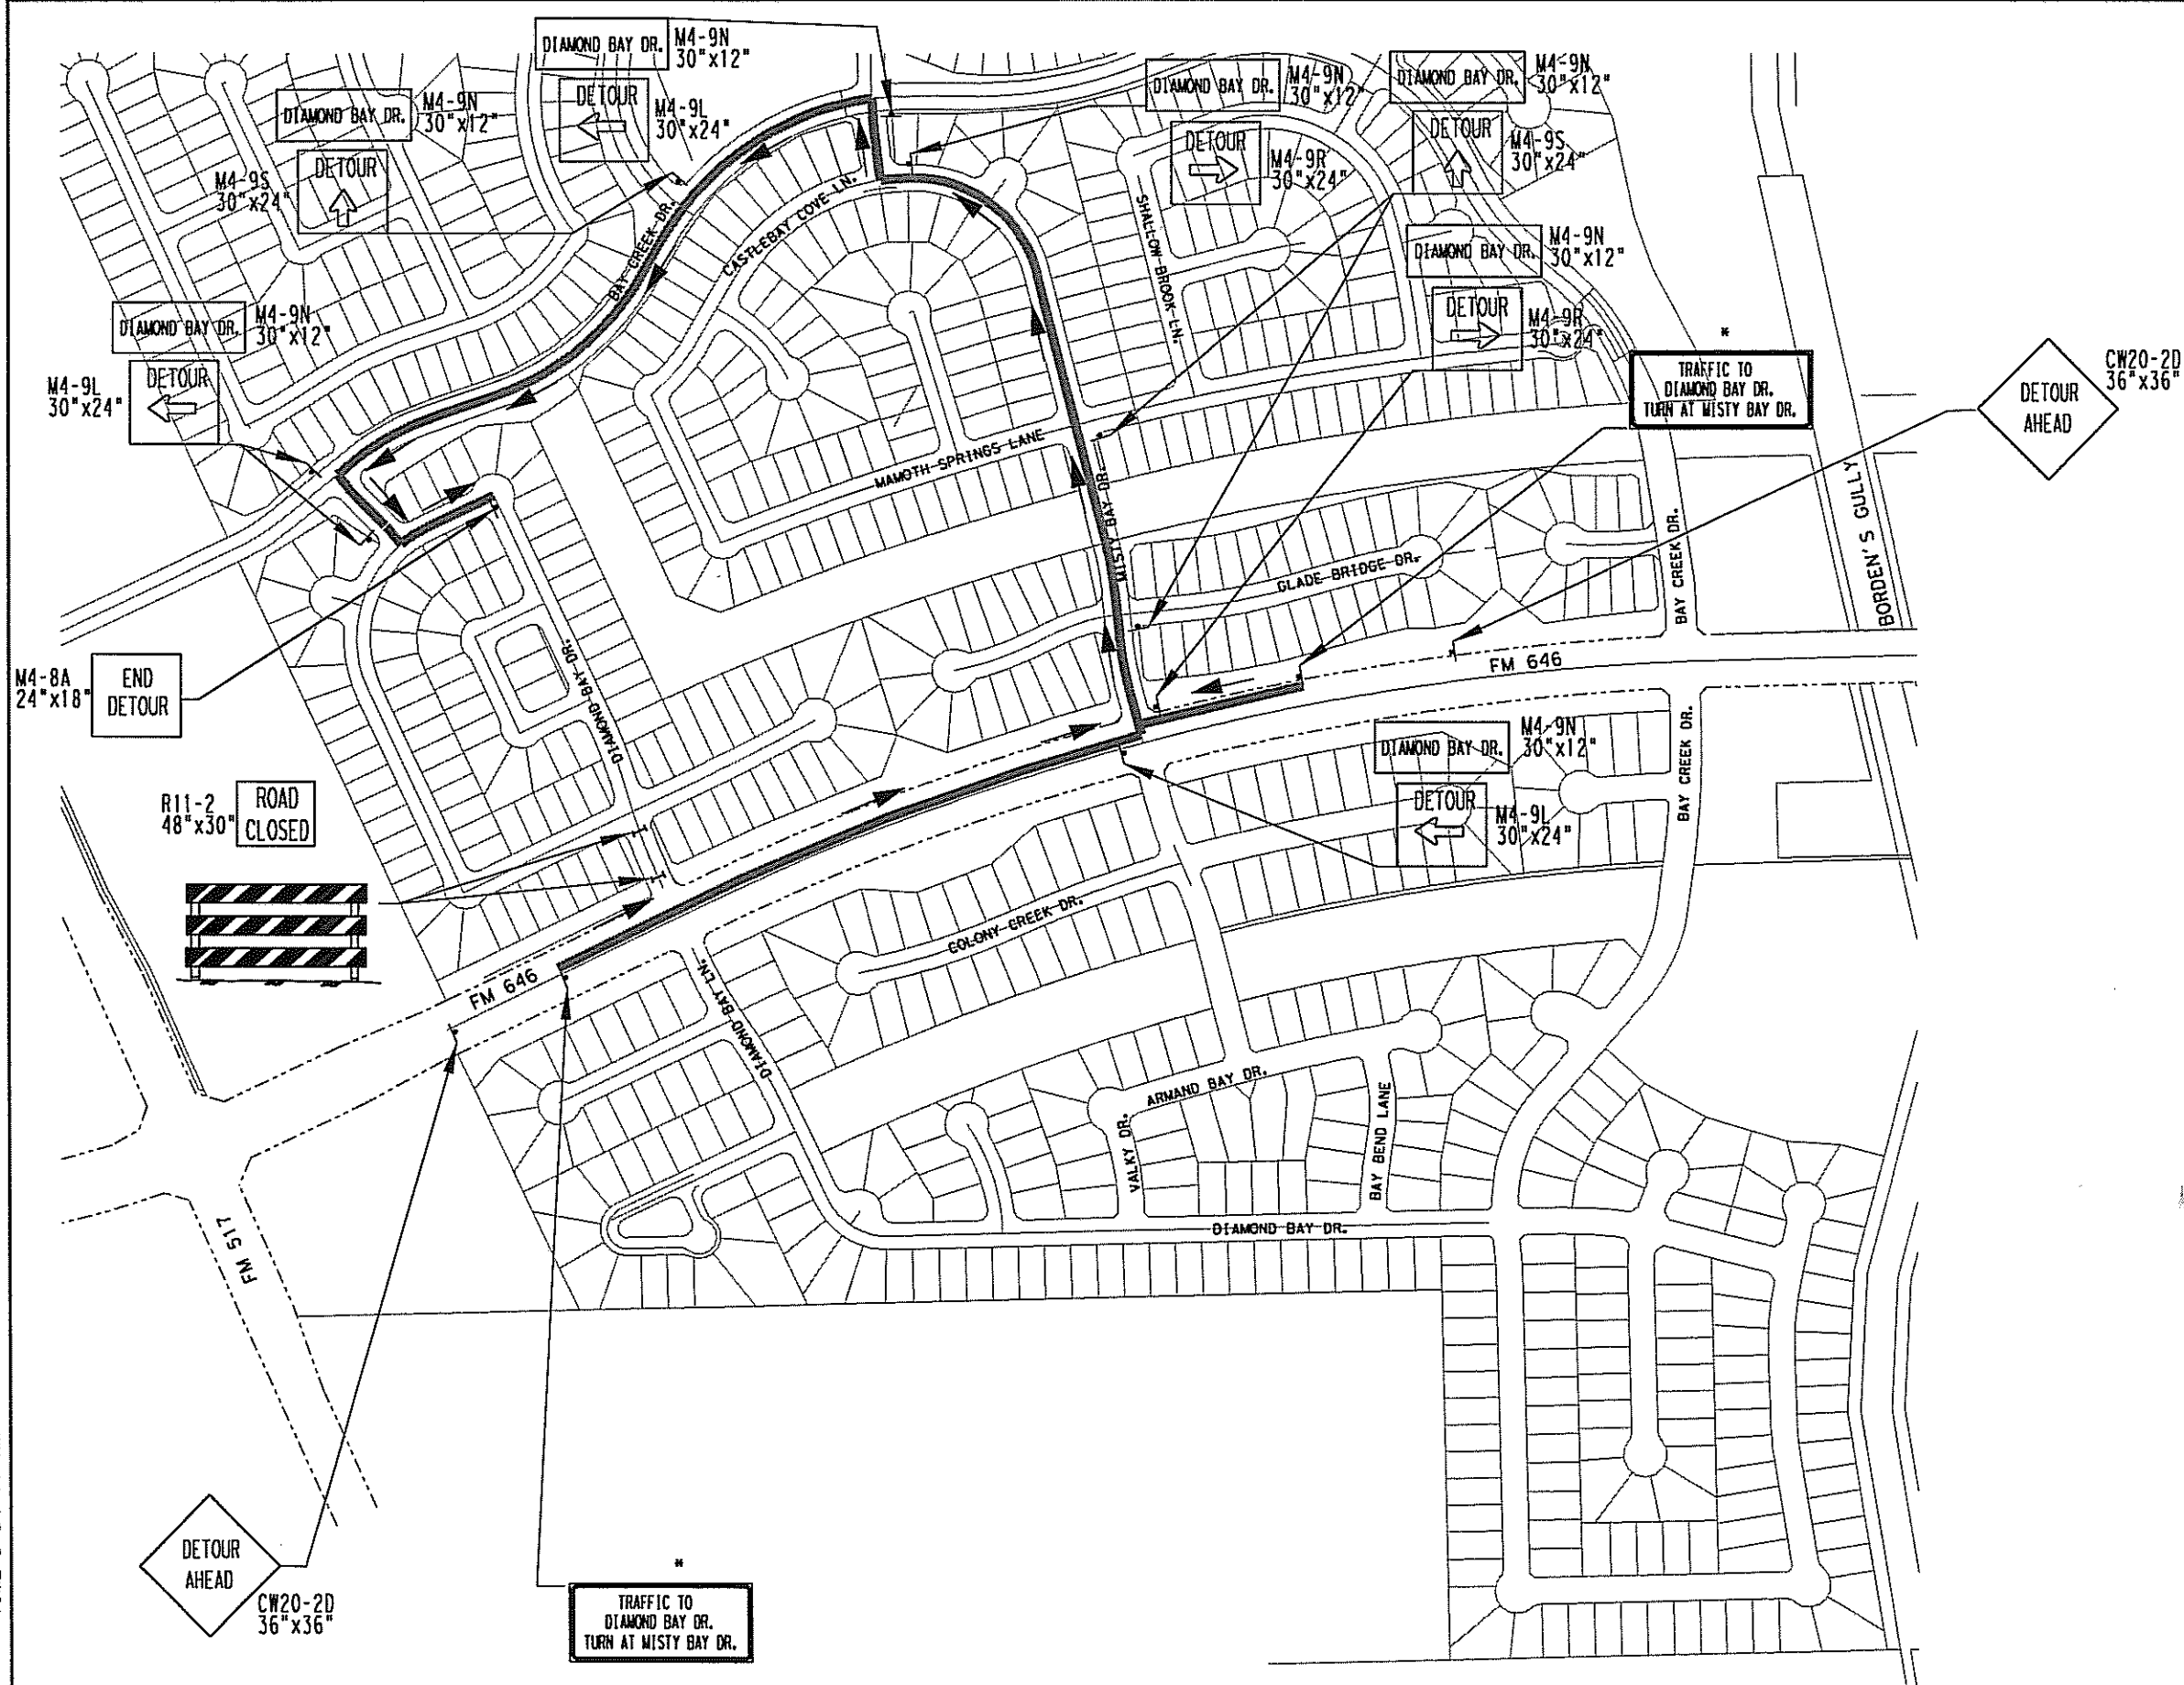 DIAMOND BAY DR.
M4-9N
30"x12"
DETOUR
M4-9L
30"x24"
DIAMOND BAY DR.
M4-9N
30"x12"
DETOUR
M4-9S
30"x24"
DIAMOND BAY DR.
M4-9N
30"x12"
DETOUR
M4-9R
30"x24"
DIAMOND BAY DR.
M4-9N
30"x12"
DETOUR
M4-9S
30"x24"
DIAMOND BAY DR.
M4-9N
30"x12"
DETOUR
M4-9R
30"x24"
DIAMOND BAY DR.
M4-9N
30"x12"
DETOUR
M4-9L
30"x24"
*
TRAFFIC TO
DIAMOND BAY DR.
TURN AT MISTY BAY DR.
DETOUR
AHEAD
CW20-2D
36"x36"
BAY CREEK DR.
CASTLEBAY COVE LN.
SHALLOW BROOK LN.
MAMOTH SPRINGS LANE
MISTY BAY DR.
GLADE BRIDGE DR.
BAY CREEK DR.
BORDEN'S GULLY
FM 646
M4-8A
24"x18"
END
DETOUR
DIAMOND BAY DR.
DIAMOND BAY DR.
R11-2
48"x30"
ROAD
CLOSED
DIAMOND BAY DR.
M4-9N
30"x12"
DETOUR
M4-9L
30"x24"
BAY CREEK DR.
COLONY CREEK DR.
FM 646
DIAMOND BAY LN.
DIAMOND BAY
ARMAND BAY DR.
VALKY DR.
BAY BEND LANE
DIAMOND BAY DR.
FM 517
DETOUR
AHEAD
CW20-2D
36"x36"
*
TRAFFIC TO
DIAMOND BAY DR.
TURN AT MISTY BAY DR.